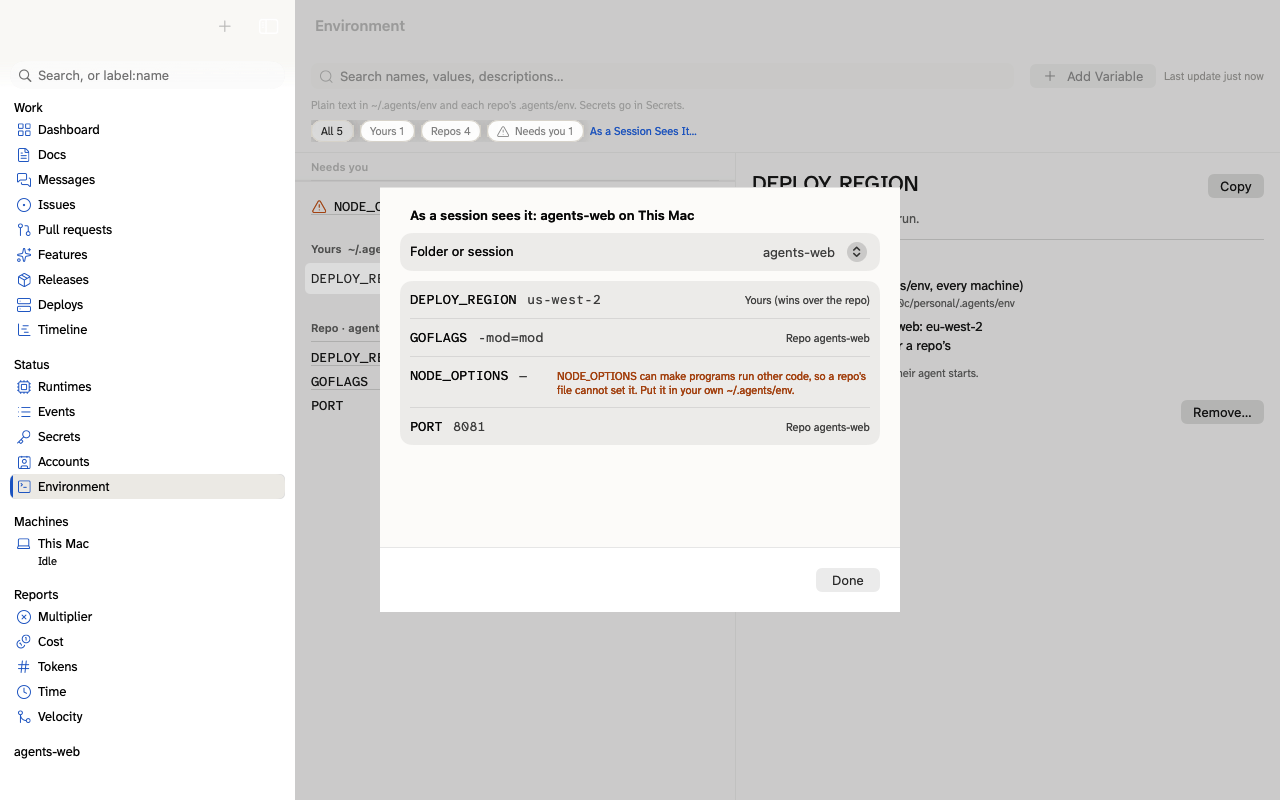 Search, or label:name
Work
Dashboard
Docs
Messages
Issues
Pull requests
Features
Releases
Deploys
Timeline
Status
Runtimes
Events
Secrets
Accounts
Environment
Machines
This Mac
Idle
Reports
Multiplier
Cost
Tokens
Time
Velocity
agents-web
Environment
Search names, values, descriptions...
Add Variable
Last update just now
Plain text in ~/.agents/env and each repo's .agents/env. Secrets go in Secrets.
All 5
Yours 1
Repos 4
Needs you 1
As a Session Sees It...
Needs you
Yours
Repo
DEPLOY_RE
GOFLAGS
PORT
DEPLOY_REGION
Copy
run.
s/env, every machine)
0c/personal/.agents/env
web: eu-west-2
r a repo's
heir agent starts.
Remove...
As a session sees it: agents-web on This Mac
Folder or session
agents-web
DEPLOY_REGION us-west-2 Yours (wins over the repo)
GOFLAGS -mod=mod Repo agents-web
NODE_OPTIONS — NODE_OPTIONS can make programs run other code, so a repo's
file cannot set it. Put it in your own ~/.agents/env.
PORT 8081 Repo agents-web
Done